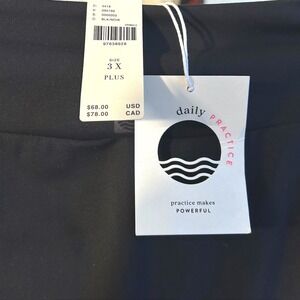 SIZE
3X
PLUS
$68.00 USD
$78.00 CAD
daily
PRACTICE
practice makes
POWERFUL